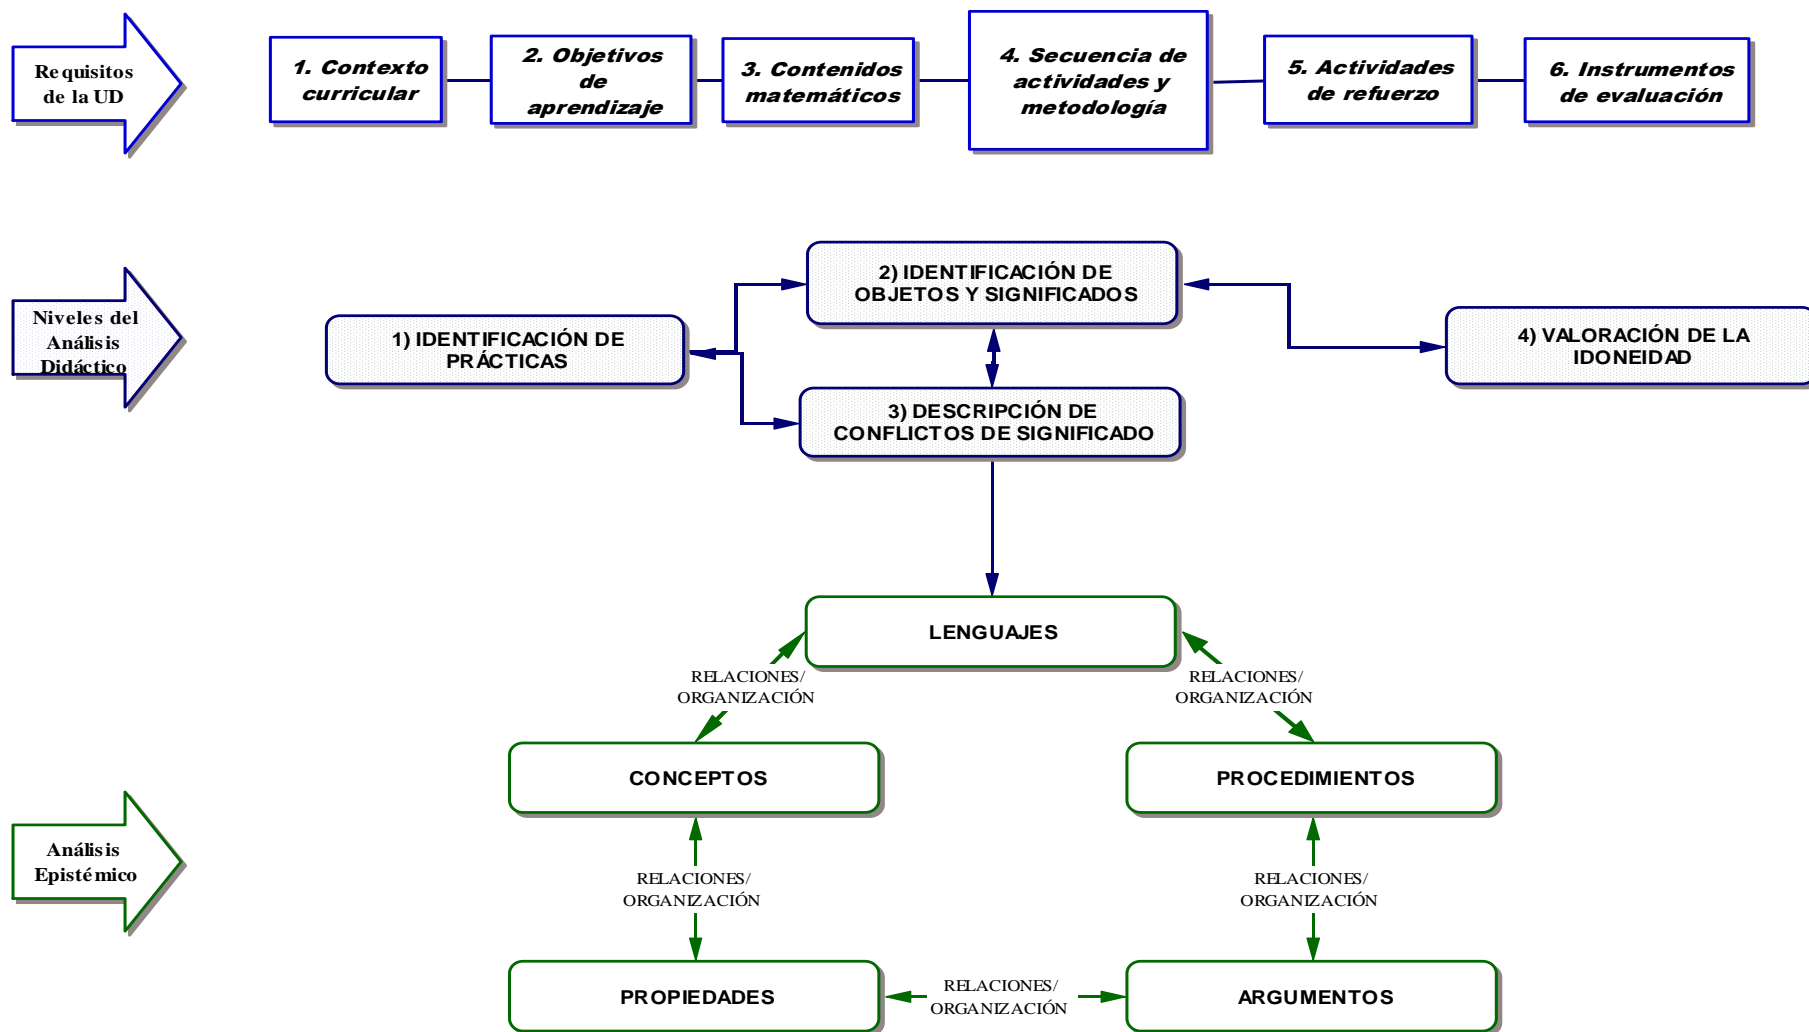 Requisitos
de la UD
1. Contexto
curricular
2. Objetivos
de
aprendizaje
3. Contenidos
matemáticos
4. Secuencia de
actividades y
metodología
5. Actividades
de refuerzo
6. Instrumentos
de evaluación
Niveles del
Análisis
Didáctico
1) IDENTIFICACIÓN DE
PRÁCTICAS
2) IDENTIFICACIÓN DE
OBJETOS Y SIGNIFICADOS
3) DESCRIPCIÓN DE
CONFLICTOS DE SIGNIFICADO
4) VALORACIÓN DE LA
IDONEIDAD
LENGUAJES
RELACIONES/
ORGANIZACIÓN
RELACIONES/
ORGANIZACIÓN
CONCEPTOS
PROCEDIMIENTOS
Análisis
Epistémico
RELACIONES/
ORGANIZACIÓN
RELACIONES/
ORGANIZACIÓN
PROPIEDADES
RELACIONES/
ORGANIZACIÓN
ARGUMENTOS